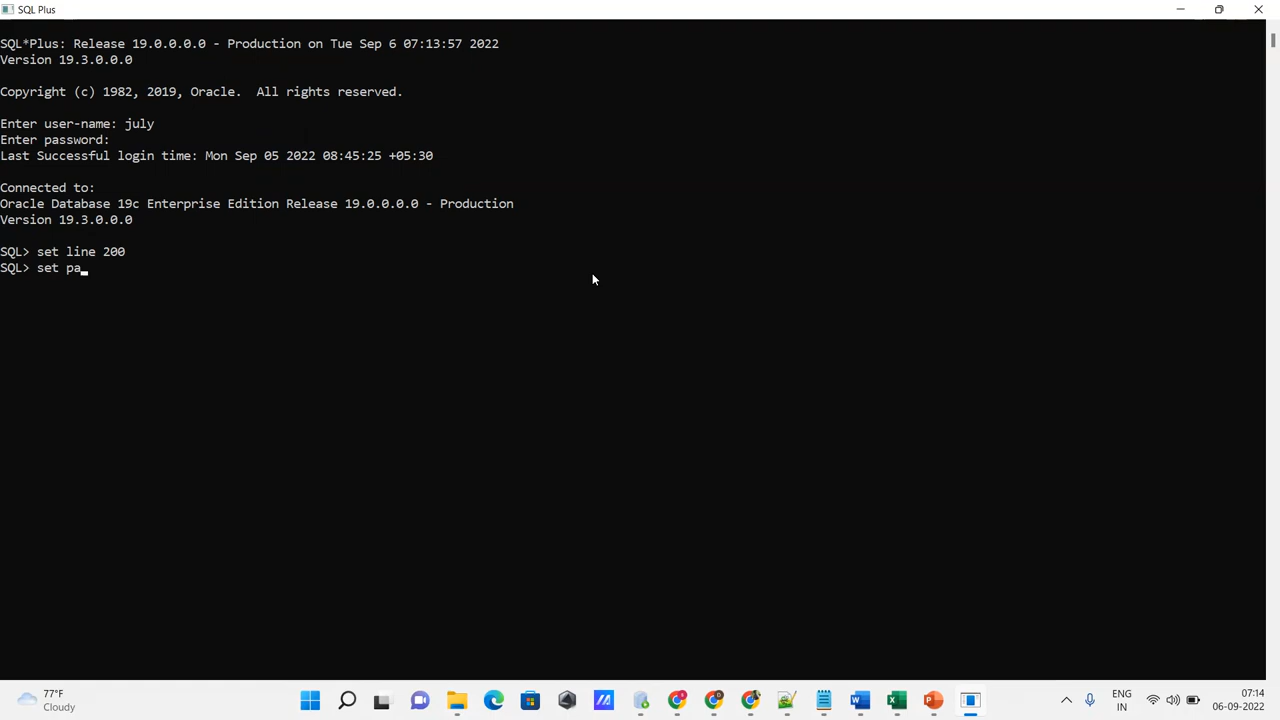 SQL Plus
SQL*Plus: Release 19.0.0.0.0 - Production on Tue Sep 6 07:13:57 2022
Version 19.3.0.0.0
Copyright (c) 1982, 2019, Oracle.  All rights reserved.
Enter user-name: july
Enter password:
Last Successful login time: Mon Sep 05 2022 08:45:25 +05:30
Connected to:
Oracle Database 19c Enterprise Edition Release 19.0.0.0.0 - Production
Version 19.3.0.0.0
SQL> set line 200
SQL> set pa
77°F
Cloudy
ENG
IN
07:14
06-09-2022